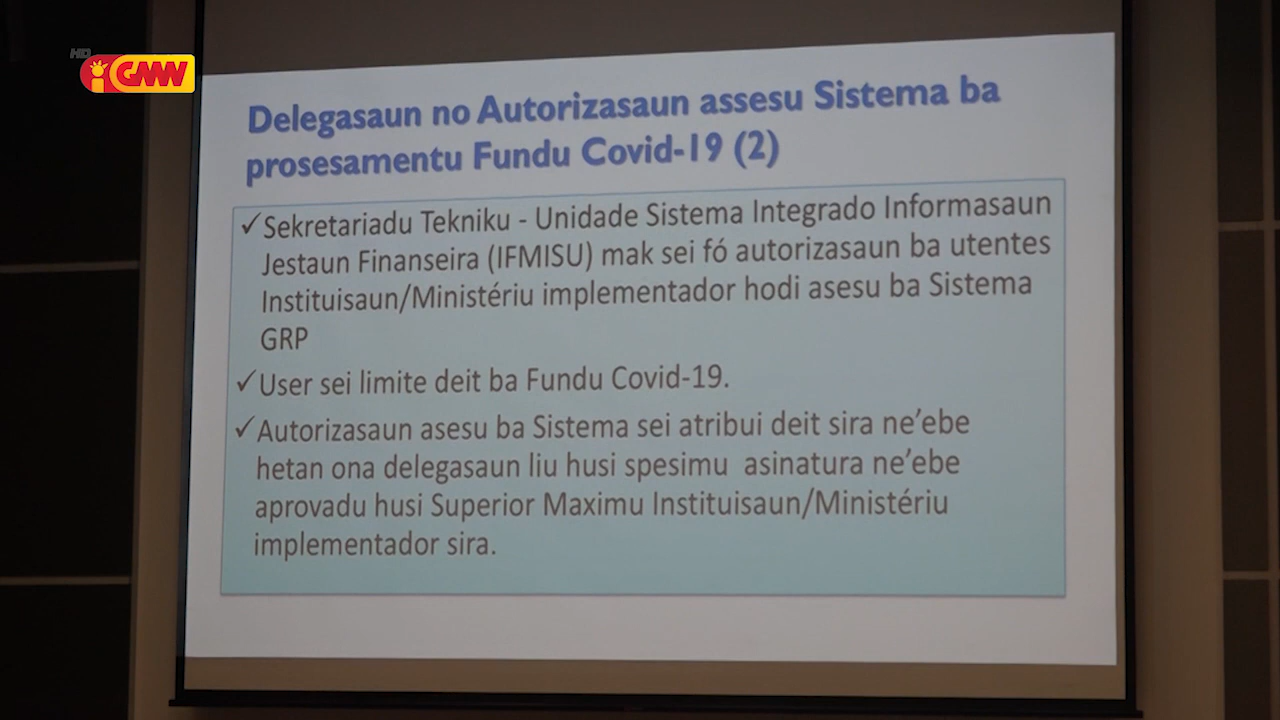 HD
GMN
Delegasaun no Autorizasaun assesu Sistema ba
prosesamentu Fundu Covid-19 (2)
✓Sekretariadu Tekniku - Unidade Sistema Integrado Informasaun
Jestaun Finanseira (IFMISU) mak sei fó autorizasaun ba utentes
Instituisaun/Ministériu implementador hodi asesu ba Sistema
GRP
✓User sei limite deit ba Fundu Covid-19.
✓Autorizasaun asesu ba Sistema sei atribui deit sira ne’ebe
hetan ona delegasaun liu husi spesimu asinatura ne’ebe
aprovadu husi Superior Maximu Instituisaun/Ministériu
implementador sira.